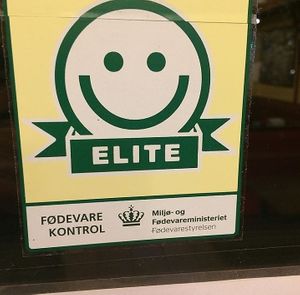 ELITE
FØDEVARE
KONTROL
Miljø- og
Fødevareministeriet
Fødevarestyrelsen